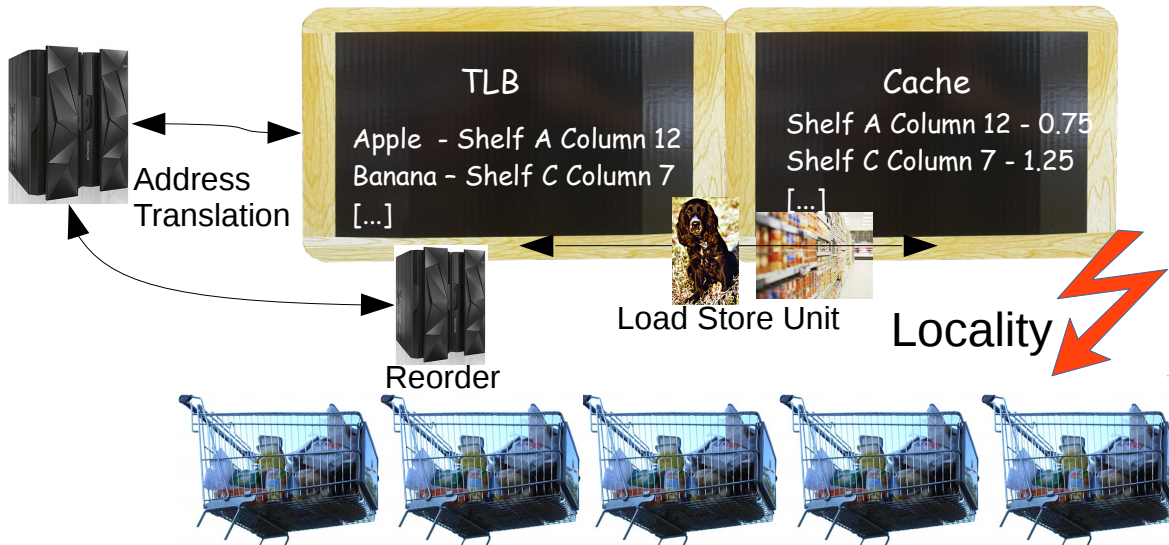 TLB
Apple - Shelf A Column 12
Banana – Shelf C Column 7
[...]
Cache
Shelf A Column 12 - 0.75
Shelf C Column 7 - 1.25
[...]
Address
Translation
Load Store Unit
Locality
Reorder